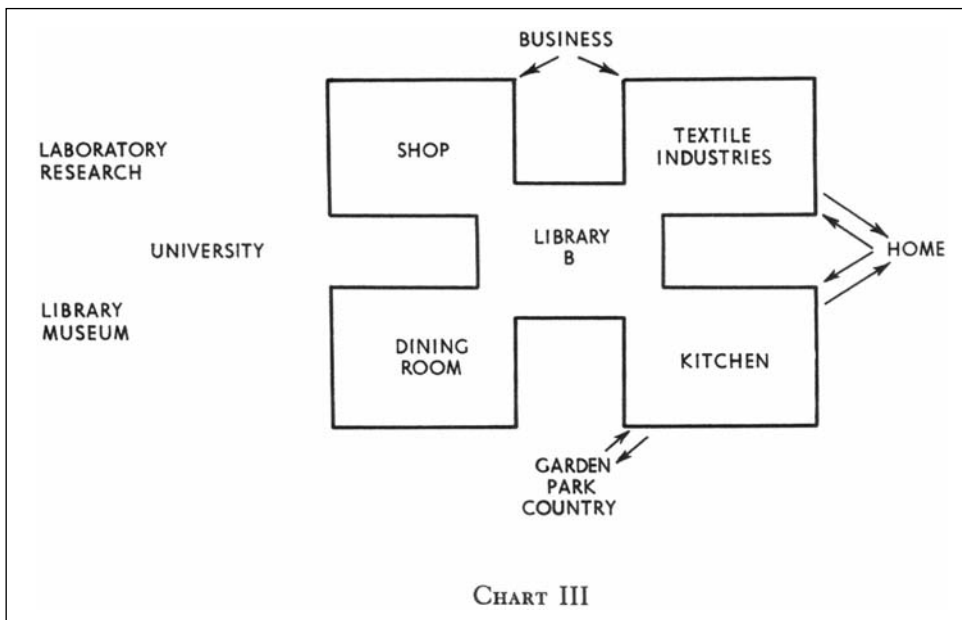 BUSINESS
LABORATORY
RESEARCH
SHOP
TEXTILE
INDUSTRIES
UNIVERSITY
LIBRARY
B
HOME
LIBRARY
MUSEUM
DINING
ROOM
KITCHEN
GARDEN
PARK
COUNTRY
CHART III